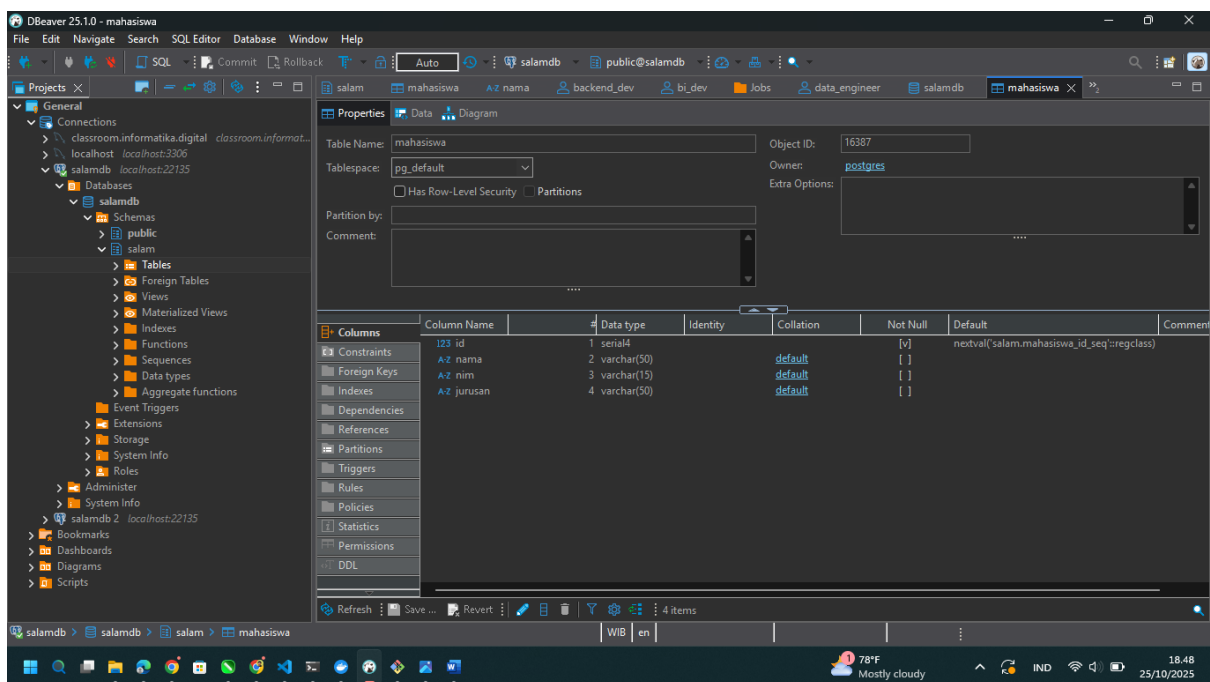 DBeaver 25.1.0 - mahasiswa
File Edit Navigate Search SQL Editor Database Window Help
SQL Commit Rollback Auto salamdb public@salamdb
Projects
salam mahasiswa A-Z nama backend_dev bi_dev Jobs data_engineer salamdb mahasiswa »2
General
Connections
classroom.informatika.digital classroom.informat...
localhost localhost:3306
salamdb localhost:22135
Databases
salamdb
Schemas
public
salam
Tables
Foreign Tables
Views
Materialized Views
Indexes
Functions
Sequences
Data types
Aggregate functions
Event Triggers
Extensions
Storage
System Info
Roles
Administer
System Info
salamdb 2 localhost:22135
Bookmarks
Dashboards
Diagrams
Scripts
Properties Data Diagram
Table Name: mahasiswa Object ID: 16387
Tablespace: pg_default Owner: postgres
Has Row-Level Security Partitions Extra Options:
Partition by:
Comment:
Columns
Constraints
Foreign Keys
Indexes
Dependencies
References
Partitions
Triggers
Rules
Policies
Statistics
Permissions
DDL
Column Name # Data type Identity Collation Not Null Default Comment
123 id 1 serial4 [v] nextval('salam.mahasiswa_id_seq'::regclass)
A-Z nama 2 varchar(50) default [ ]
A-Z nim 3 varchar(15) default [ ]
A-Z jurusan 4 varchar(50) default [ ]
Refresh Save ... Revert 4 items
salamdb salamdb salam mahasiswa WIB en
1 78°F
Mostly cloudy
IND
18.48
25/10/2025